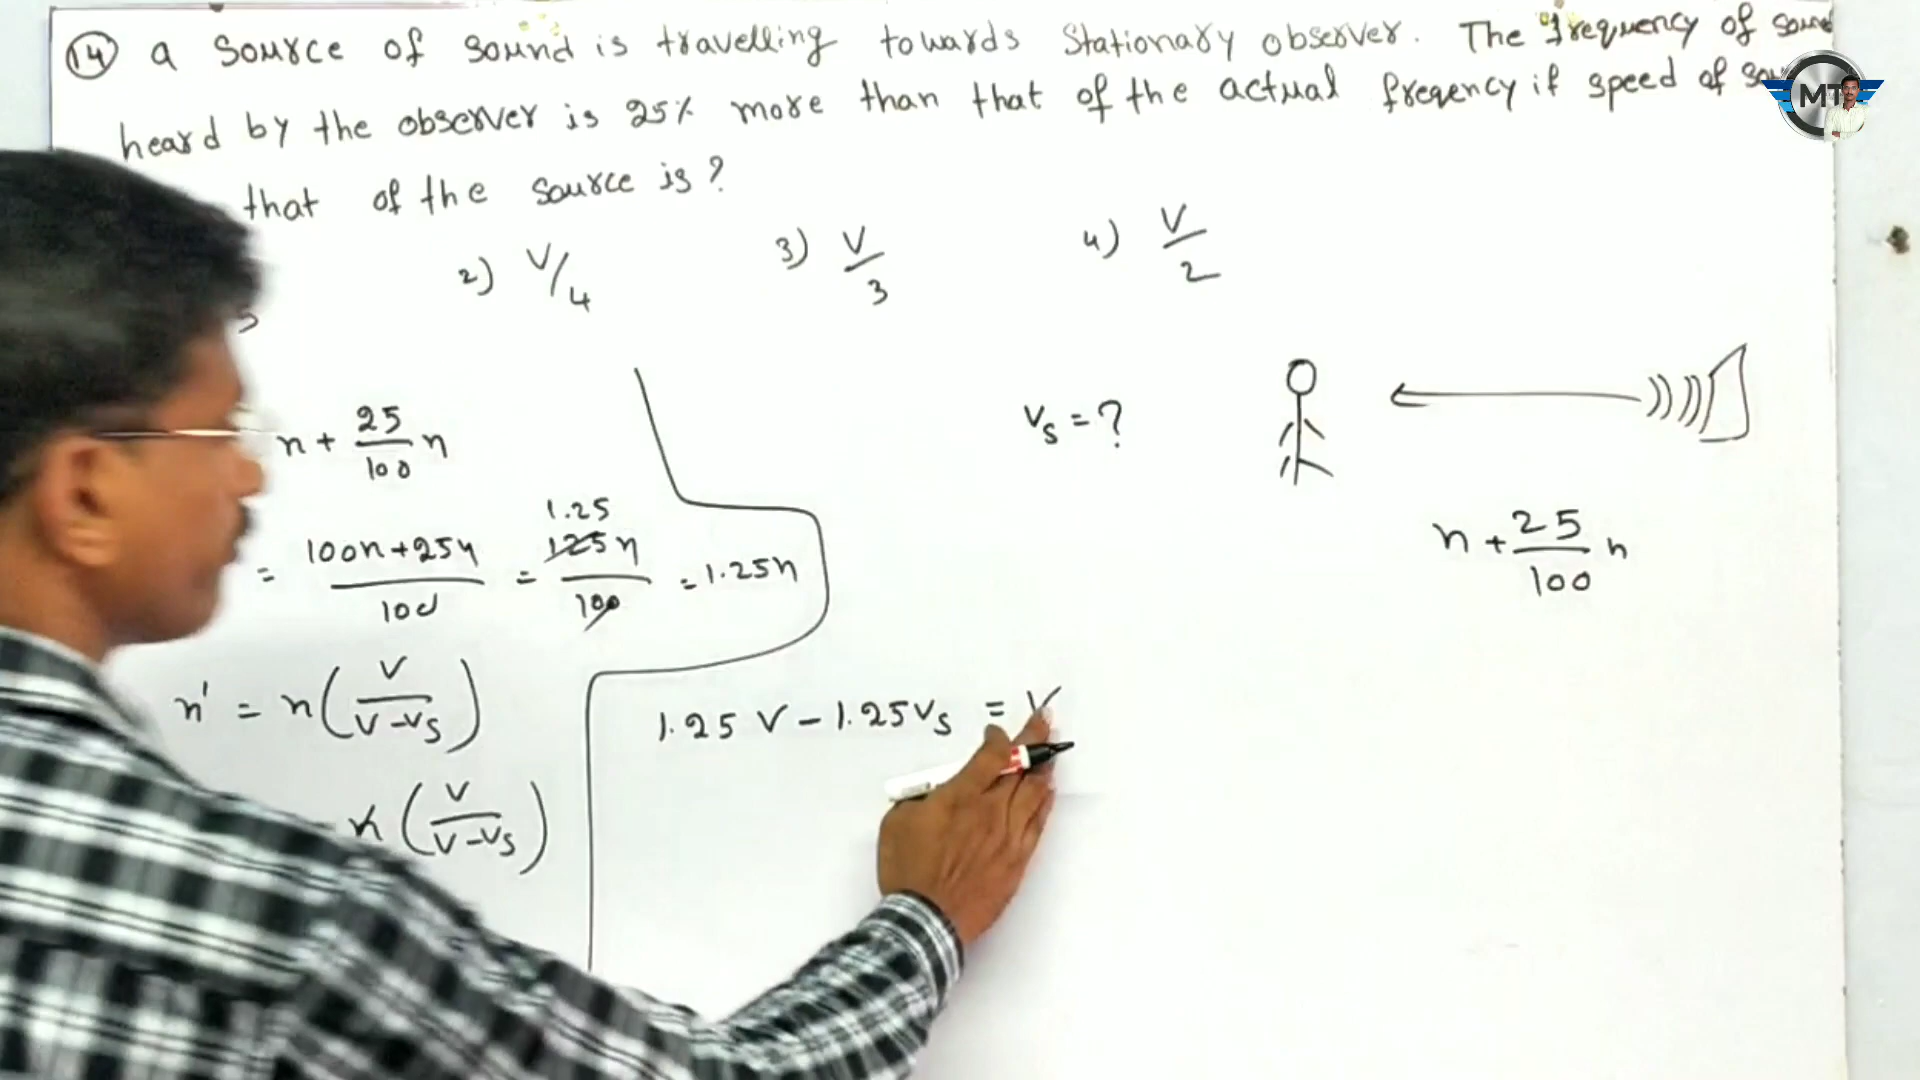 14 a source of sound is travelling towards stationary observer. The frequency of sound
heard by the observer is 25% more than that of the actual freqency if speed of
that of the source is?
2) V/4 3) V/3 4) V/2
5
n + 25/100 n
Vs = ?
= 100n+25n/100 = 1.25 125n/100 = 1.25n
n + 25/100 n
n' = n(V/V-Vs)
n(V/V-Vs)
1.25 V - 1.25Vs = V
MT